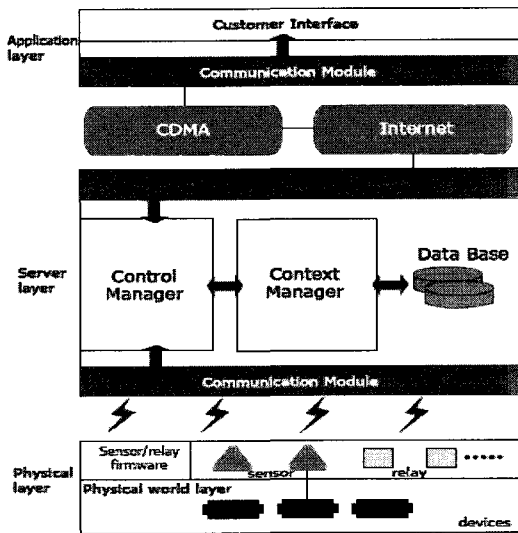 Customer Interface
Application
layer
Communication Module
CDMA
Internet
Server
layer
Control
Manager
Context
Manager
Data Base
Communication Module
Physical
layer
Sensor/relay
firmware
sensor
relay
Physical world layer
devices